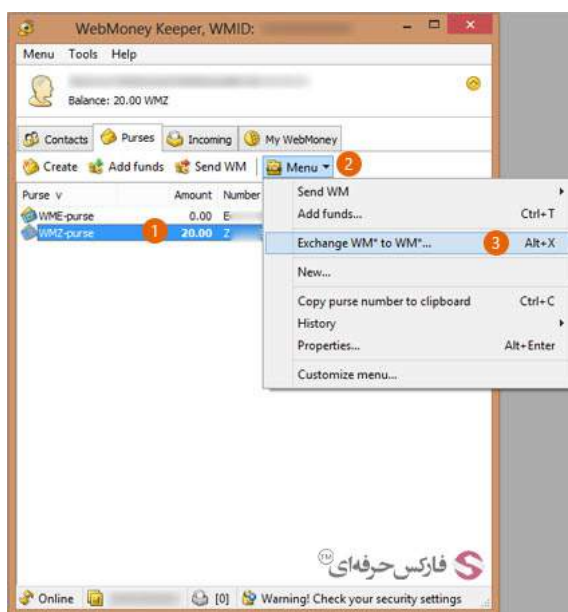 WebMoney Keeper, WMID:
Menu Tools Help
Balance: 20.00 WMZ
Contacts Purses Incoming My WebMoney
Create Add funds Send WM Menu 2
Purse Amount Number
WME-purse 0.00 E
WMZ-purse 1 20.00 Z
Send WM
Add funds... Ctrl+T
Exchange WM* to WM*... 3 Alt+X
New...
Copy purse number to clipboard Ctrl+C
History
Properties... Alt+Enter
Customize menu...
فارکس حرفه‌ای™
Online [0] Warning! Check your security settings